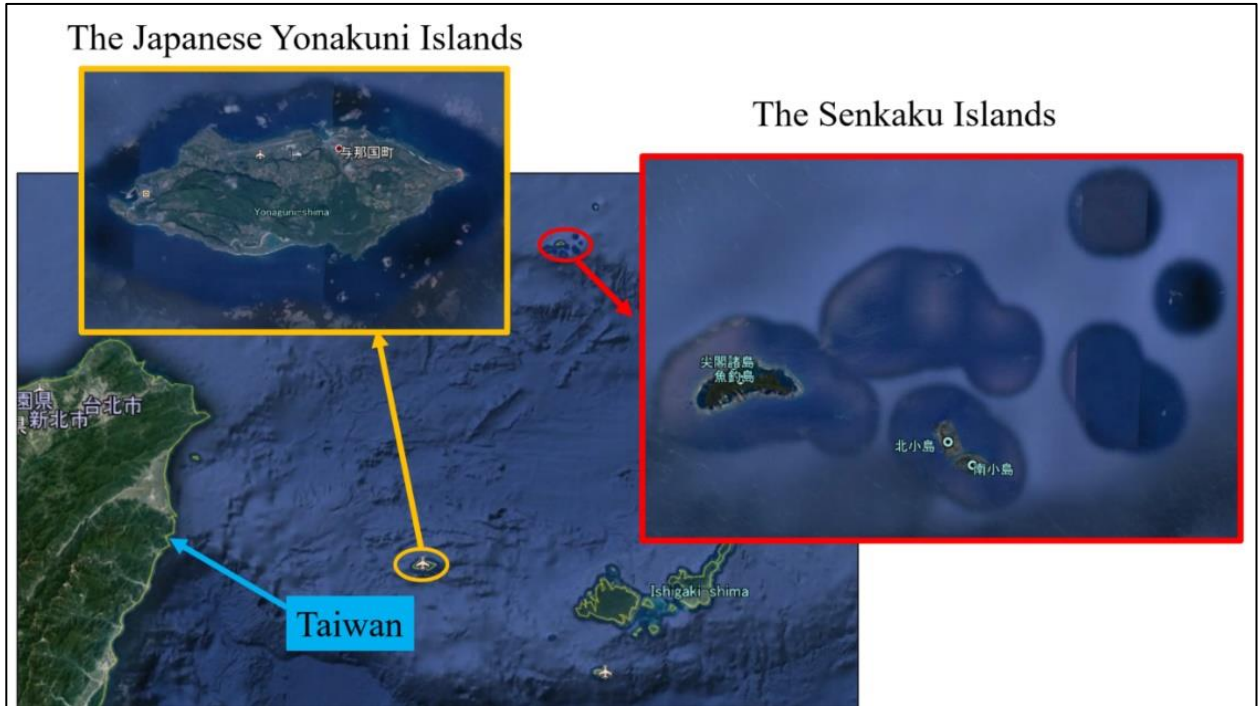 The Japanese Yonakuni Islands
The Senkaku Islands
与那国町
Yonaguni-shima
尖閣諸島
魚釣島
北小島
南小島
園県
台北市
新北市
Ishigaki-shima
Taiwan